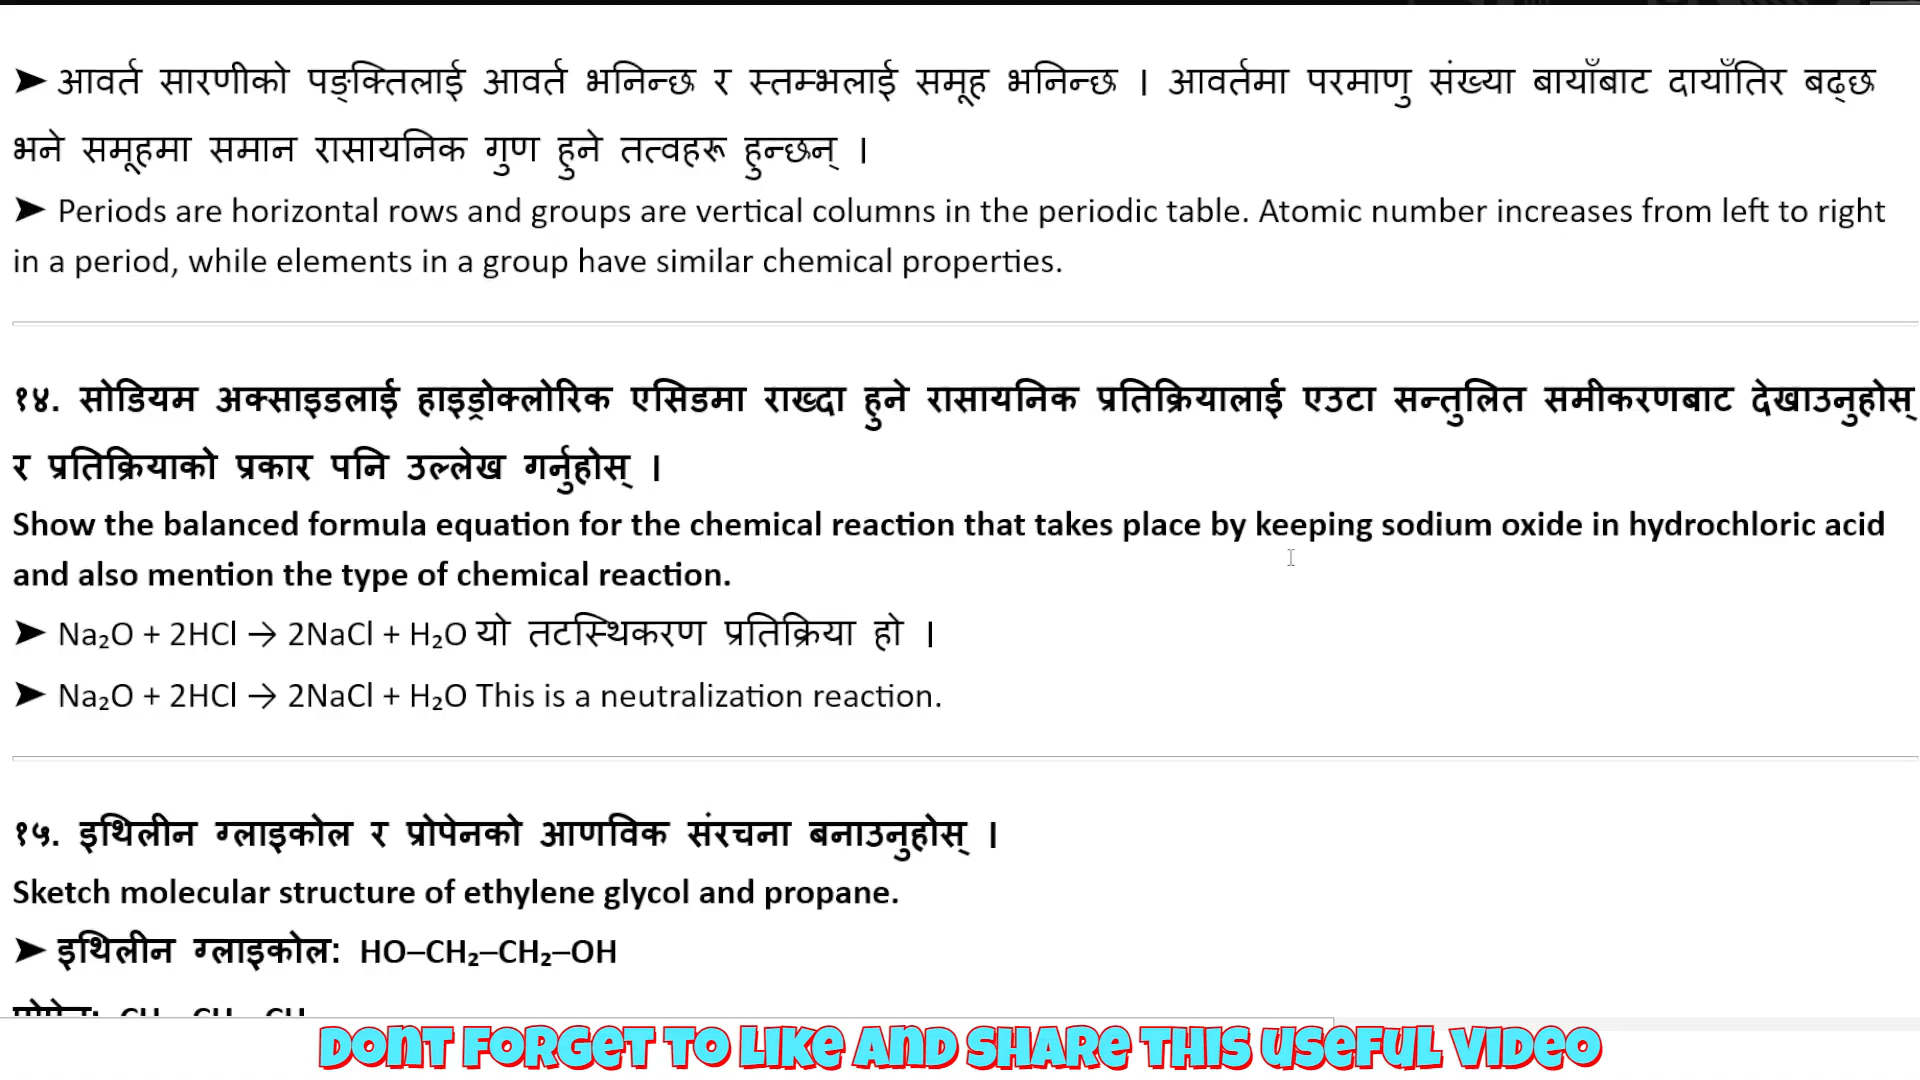 ➤ आवर्त सारणीको पङ्क्तिलाई आवर्त भनिन्छ र स्तम्भलाई समूह भनिन्छ । आवर्तमा परमाणु संख्या बायाँबाट दायाँतिर बढ्छ
भने समूहमा समान रासायनिक गुण हुने तत्वहरू हुन्छन् ।
➤ Periods are horizontal rows and groups are vertical columns in the periodic table. Atomic number increases from left to right
in a period, while elements in a group have similar chemical properties.
१४. सोडियम अक्साइडलाई हाइड्रोक्लोरिक एसिडमा राख्दा हुने रासायनिक प्रतिक्रियालाई एउटा सन्तुलित समीकरणबाट देखाउनुहोस्
र प्रतिक्रियाको प्रकार पनि उल्लेख गर्नुहोस् ।
Show the balanced formula equation for the chemical reaction that takes place by keeping sodium oxide in hydrochloric acid
and also mention the type of chemical reaction.
➤ Na₂O + 2HCl → 2NaCl + H₂O यो तटस्थिकरण प्रतिक्रिया हो ।
➤ Na₂O + 2HCl → 2NaCl + H₂O This is a neutralization reaction.
१५. इथिलीन ग्लाइकोल र प्रोपेनको आणविक संरचना बनाउनुहोस् ।
Sketch molecular structure of ethylene glycol and propane.
➤ इथिलीन ग्लाइकोल: HO–CH₂–CH₂–OH
DONT FORGET TO LIKE AND SHARE THIS USEFUL VIDEO